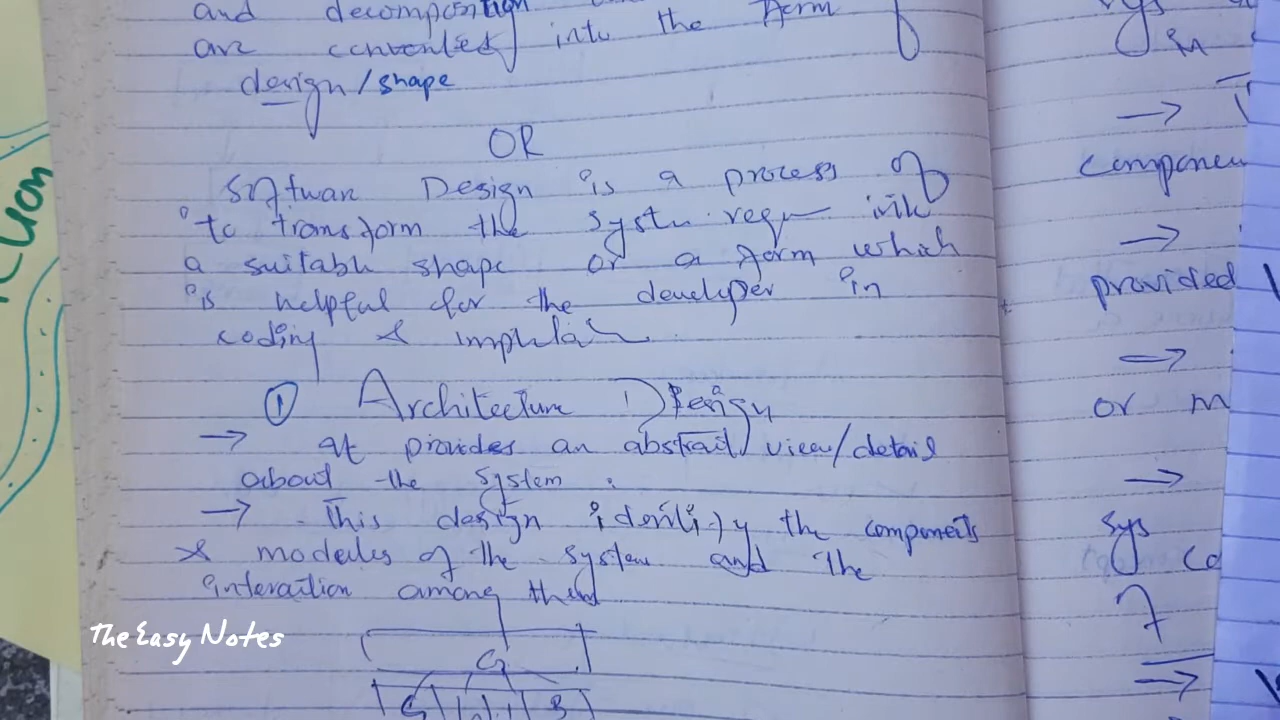 and decomposition
are converted into the form of
design/shape
OR
Software Design is a process of
to transform the system requ into
a suitable shape or a form which
is helpful for the developer in
coding &
① Architecture Design
→ It provides an abstract view/detail
about the system.
→ This design identify the components
& modules of the system and the
interaction among them
The Easy Notes
→
componen
→
provided
→
or m
→
sys
co
→